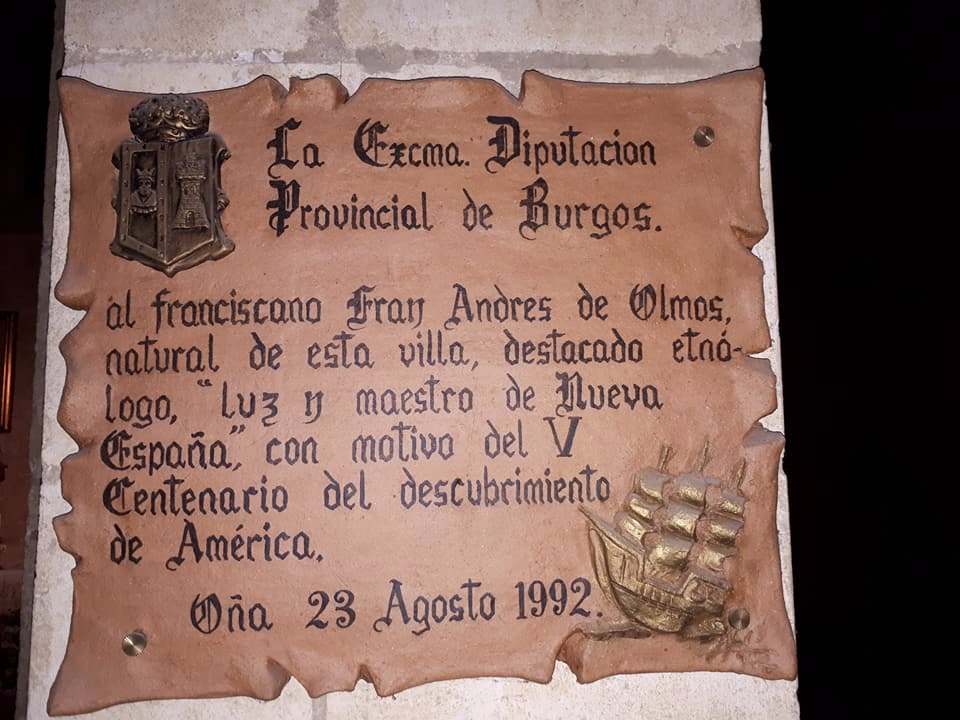 La Excma. Diputacion
Provincial de Burgos.
al franciscano Fray Andres de Olmos,
natural de esta villa, destacado etnó-
logo, "luz y maestro de Nueva
España", con motivo del V
Centenario del descubrimiento
de América.
Oña 23 Agosto 1992.